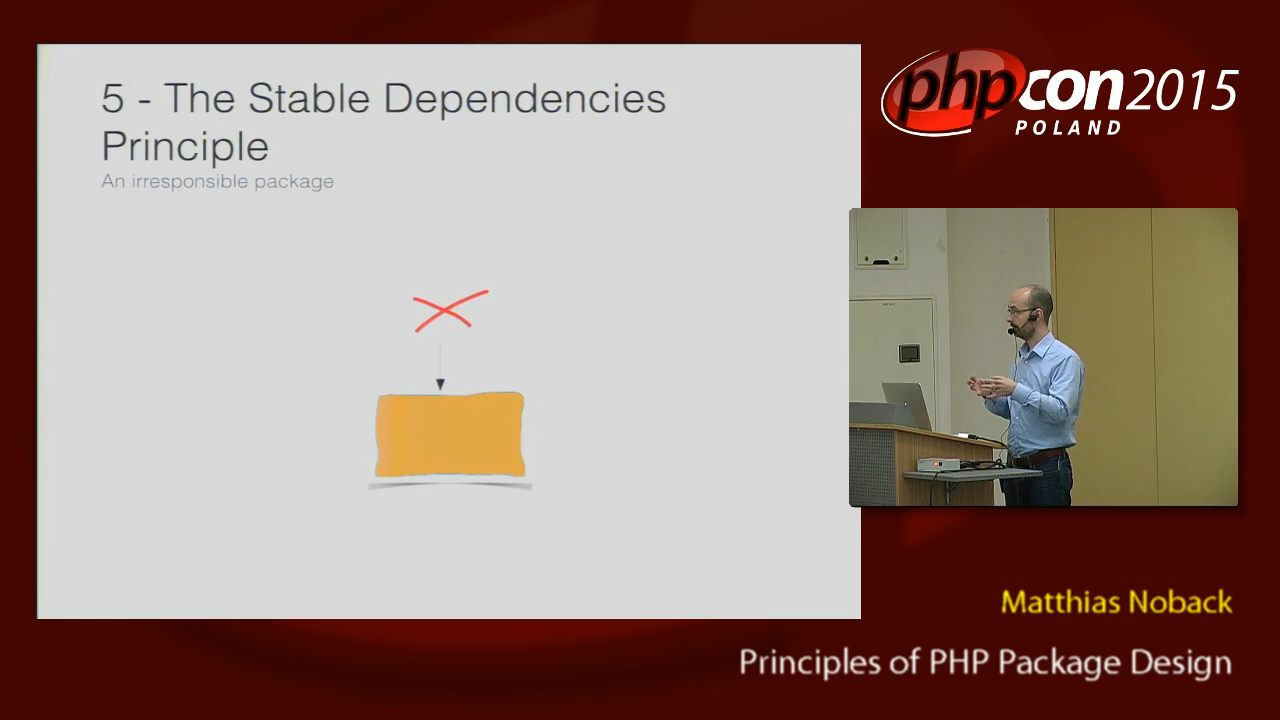 5 - The Stable Dependencies
Principle
An irresponsible package
phpcon2015
POLAND
Matthias Noback
Principles of PHP Package Design